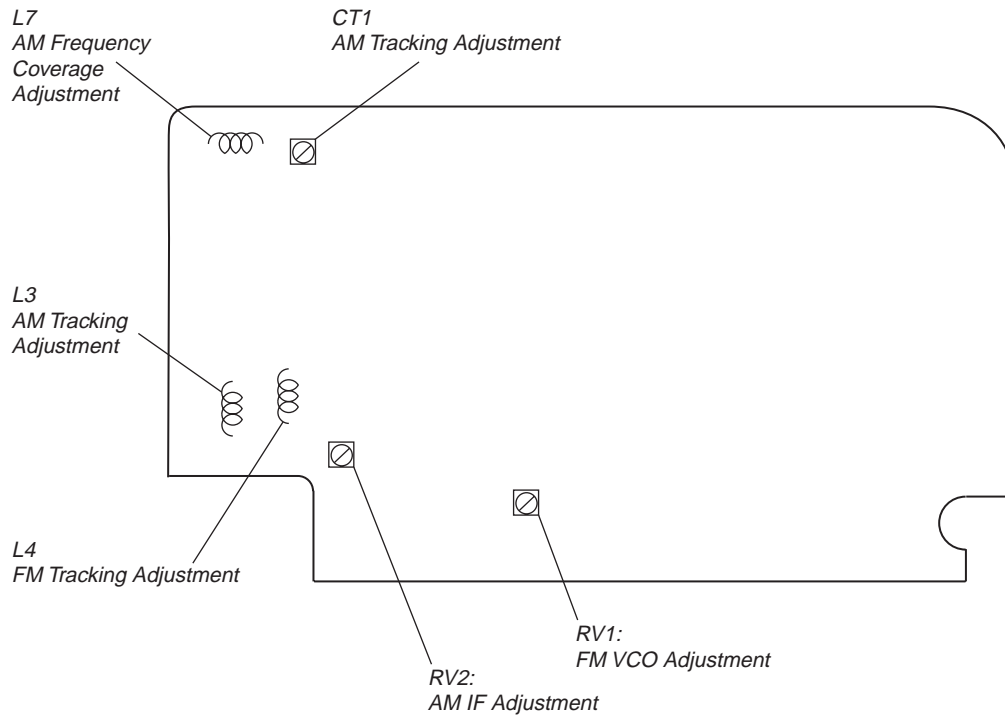 L7
AM Frequency
Coverage
Adjustment
CT1
AM Tracking Adjustment
L3
AM Tracking
Adjustment
L4
FM Tracking Adjustment
RV1:
FM VCO Adjustment
RV2:
AM IF Adjustment